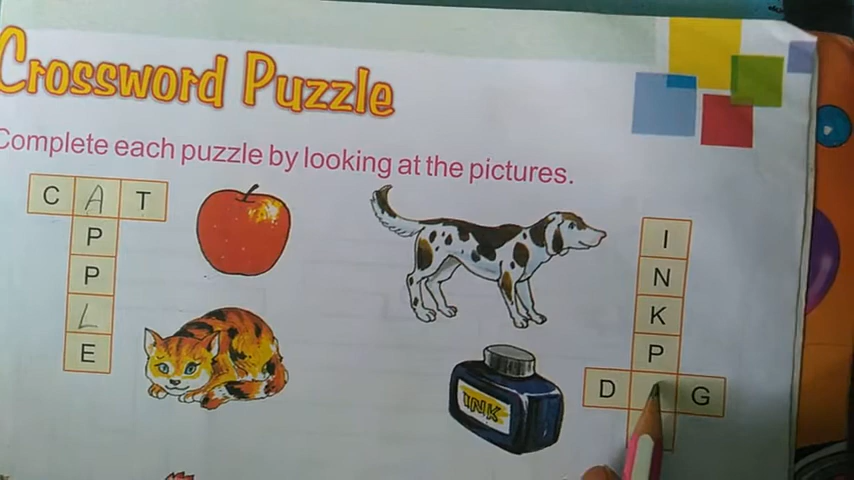 Crossword Puzzle
Complete each puzzle by looking at the pictures.
C A T
P
P
L
E
INK
I
N
K
P
D G